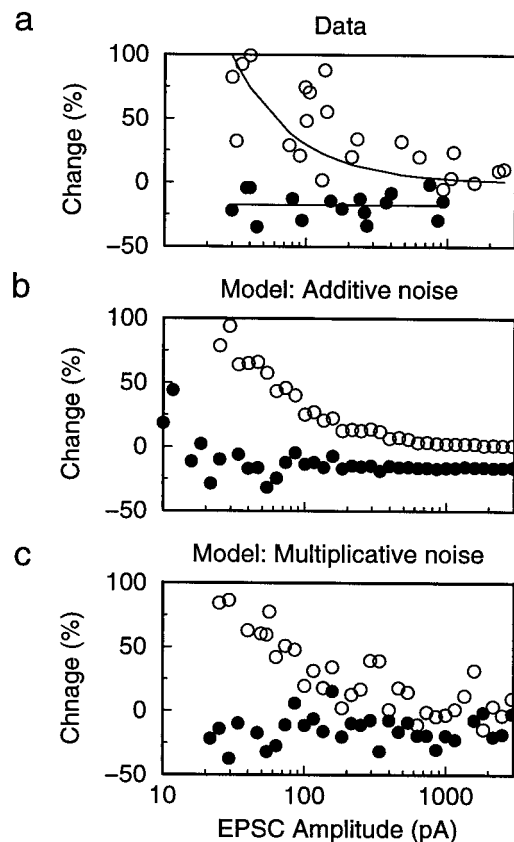 a
Data
100
50
0
−50
Change (%)
b
Model: Additive noise
100
50
0
−50
Change (%)
c
Model: Multiplicative noise
100
50
0
−50
Chnage (%)
10
100
1000
EPSC Amplitude (pA)